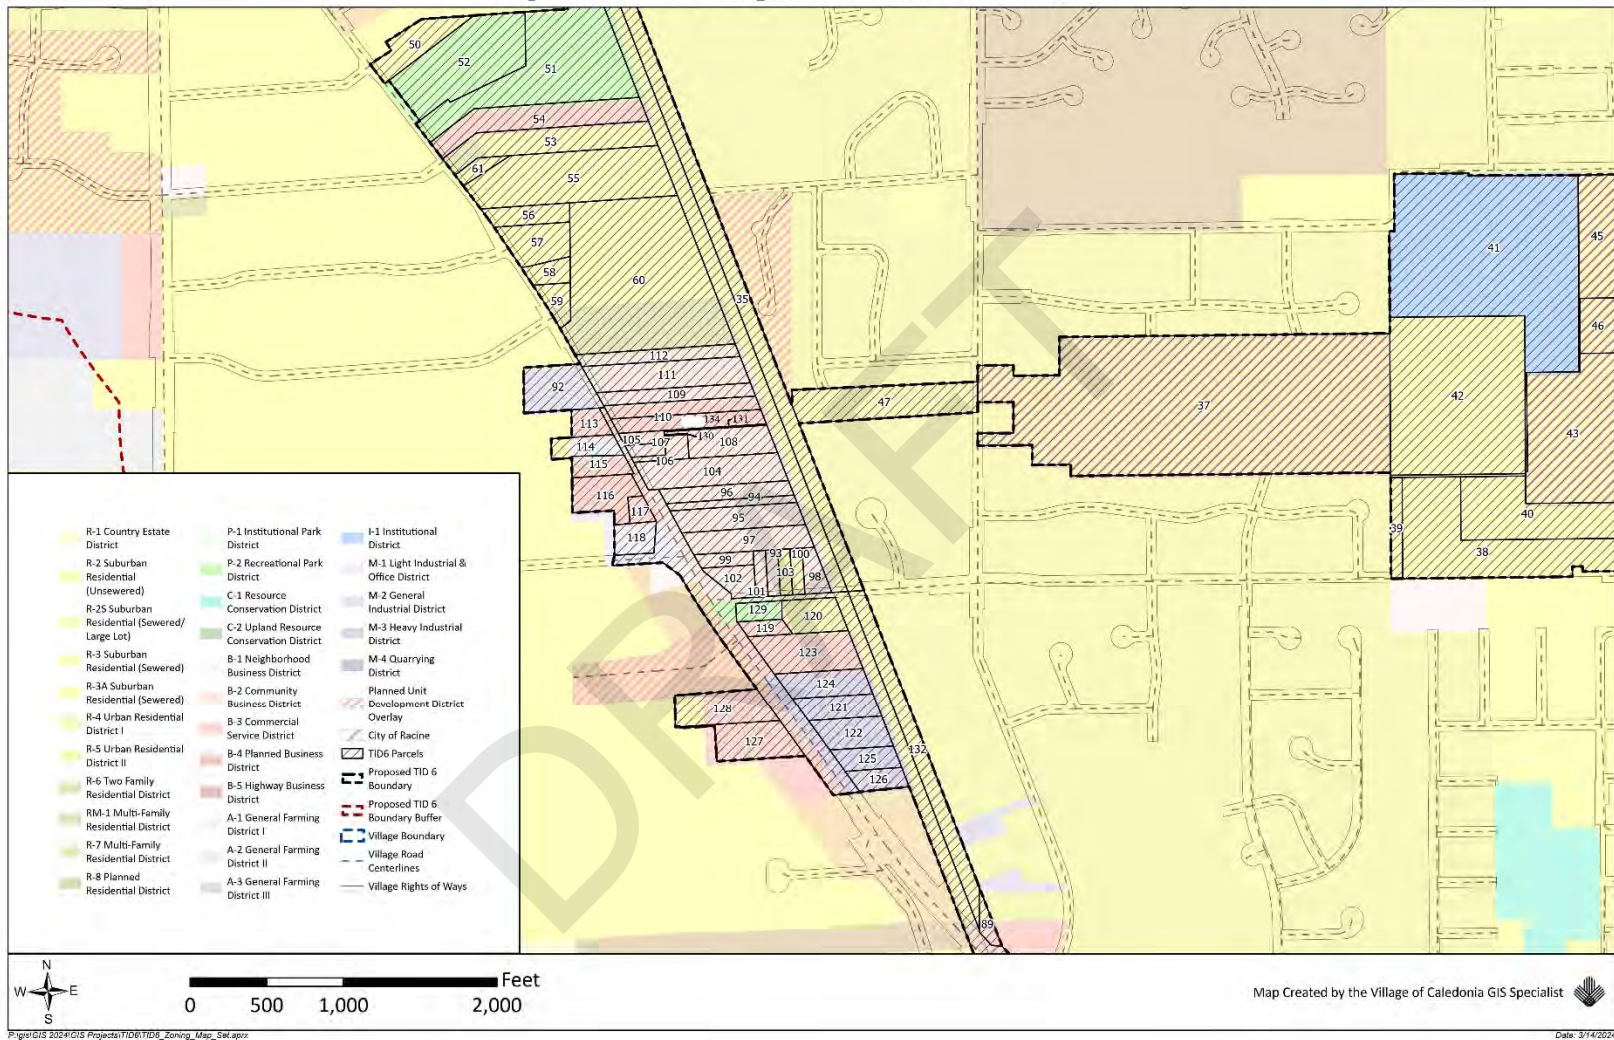 50
52
51
54
53
61
55
56
57
58
59
60
35
112
111
109
110
134
131
92
113
105
107
130
108
114
106
115
104
116
96
94
117
95
118
97
99
93
100
103
102
98
101
129
120
119
123
124
121
128
122
127
125
132
126
89
47
37
41
45
46
42
43
39
40
38
DRAFT
R-1 Country Estate
District
R-2 Suburban
Residential
(Unsewered)
R-2S Suburban
Residential (Sewered/
Large Lot)
R-3 Suburban
Residential (Sewered)
R-3A Suburban
Residential (Sewered)
R-4 Urban Residential
District I
R-5 Urban Residential
District II
R-6 Two Family
Residential District
RM-1 Multi-Family
Residential District
R-7 Multi-Family
Residential District
R-8 Planned
Residential District
P-1 Institutional Park
District
P-2 Recreational Park
District
C-1 Resource
Conservation District
C-2 Upland Resource
Conservation District
B-1 Neighborhood
Business District
B-2 Community
Business District
B-3 Commercial
Service District
B-4 Planned Business
District
B-5 Highway Business
District
A-1 General Farming
District I
A-2 General Farming
District II
A-3 General Farming
District III
I-1 Institutional
District
M-1 Light Industrial &
Office District
M-2 General
Industrial District
M-3 Heavy Industrial
District
M-4 Quarrying
District
Planned Unit
Development District
Overlay
City of Racine
TID6 Parcels
Proposed TID 6
Boundary
Proposed TID 6
Boundary Buffer
Village Boundary
Village Road
Centerlines
Village Rights of Ways
N
W E
S
Feet
0 500 1,000 2,000
Map Created by the Village of Caledonia GIS Specialist
P:\gis\GIS 2024\GIS Projects\TID6\TID6_Zoning_Map_Set.aprx
Date: 3/14/2024